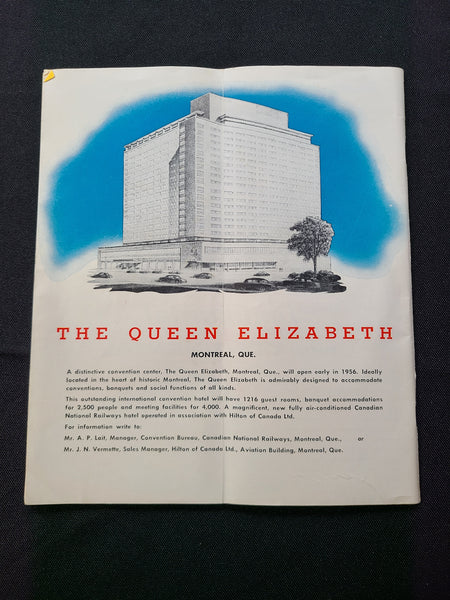 THE QUEEN ELIZABETH
MONTREAL, QUE.
A distinctive convention center, The Queen Elizabeth, Montreal, Que., will open early in 1956. Ideally
located in the heart of historic Montreal, The Queen Elizabeth is admirably designed to accommodate
conventions, banquets and social functions of all kinds.
This outstanding international convention hotel will have 1216 guest rooms, banquet accommodations
for 2,500 people and meeting facilities for 4,000. A magnificent, new fully air-conditioned Canadian
National Railways hotel operated in association with Hilton of Canada Ltd.
For information write to:
Mr. A. P. Lait, Manager, Convention Bureau, Canadian National Railways, Montreal, Que., or
Mr. J. N. Vermette, Sales Manager, Hilton of Canada Ltd., Aviation Building, Montreal, Que.